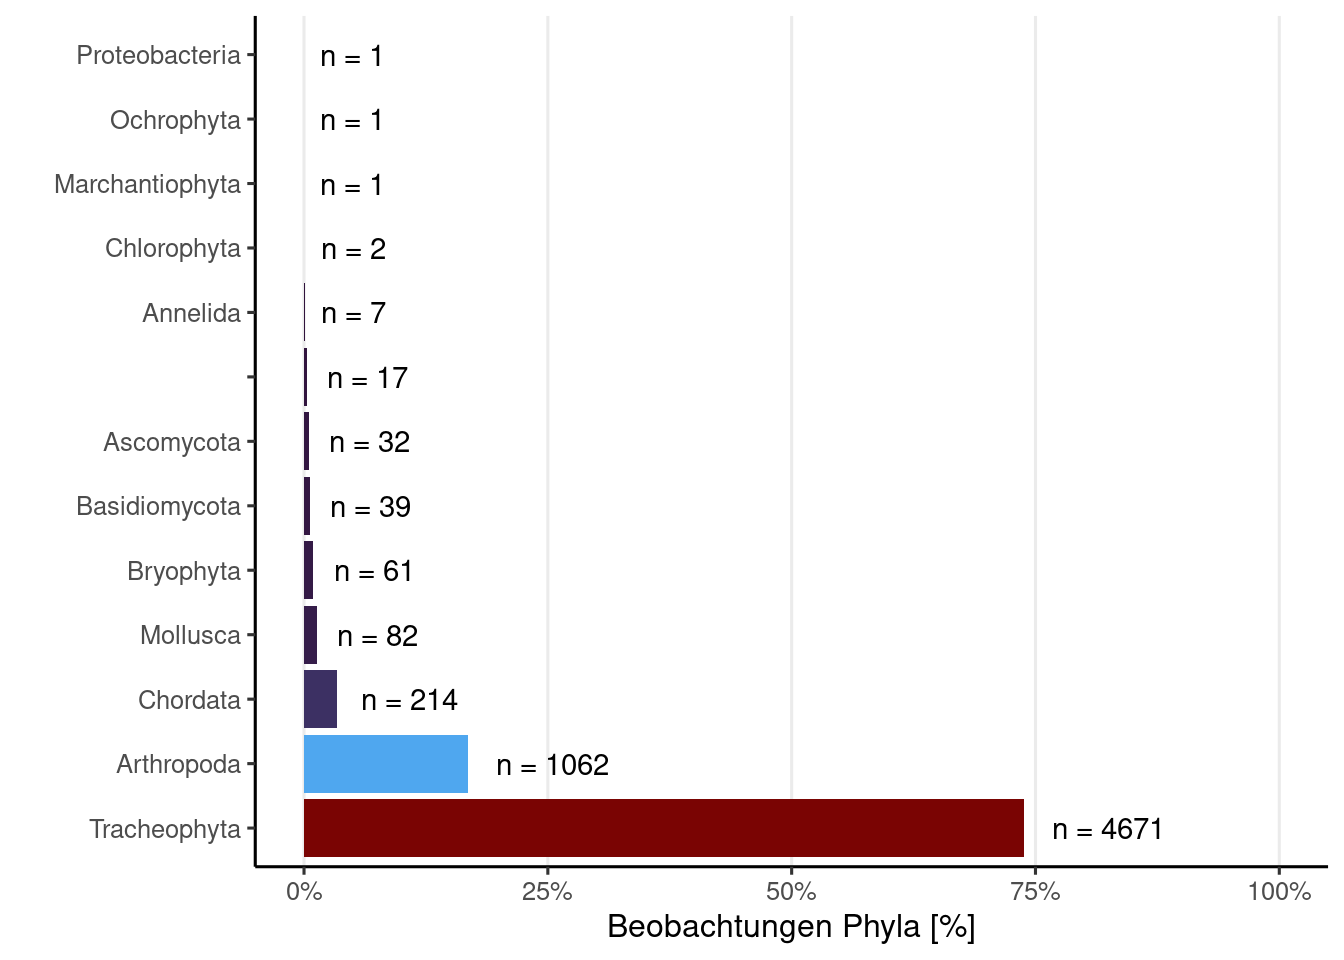 Proteobacteria n = 1
Ochrophyta n = 1
Marchantiophyta n = 1
Chlorophyta n = 2
Annelida n = 7
n = 17
Ascomycota n = 32
Basidiomycota n = 39
Bryophyta n = 61
Mollusca n = 82
Chordata n = 214
Arthropoda n = 1062
Tracheophyta n = 4671
0% 25% 50% 75% 100%
Beobachtungen Phyla [%]